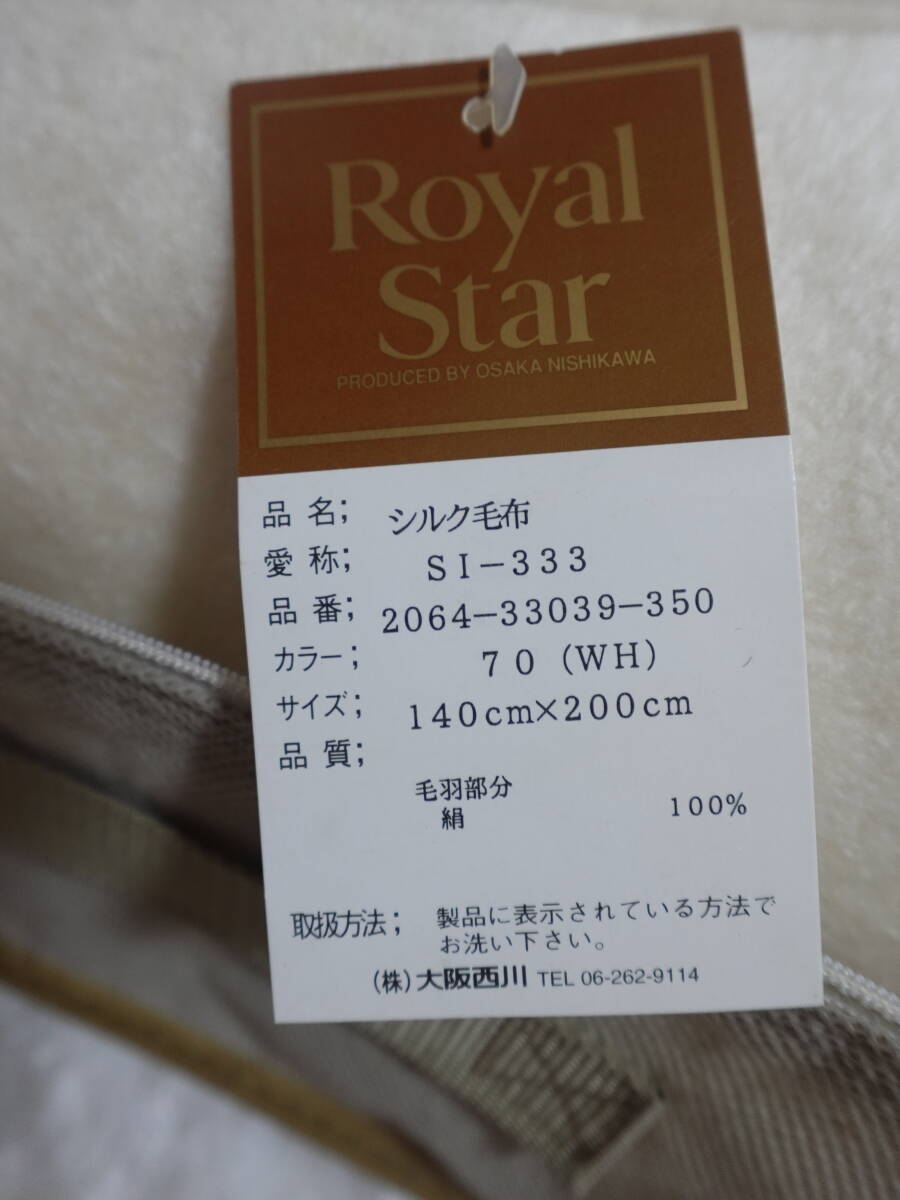 Royal
Star
PRODUCED BY OSAKA NISHIKAWA
品 名; シルク毛布
愛 称; SI-333
品 番; 2064-33039-350
カラー; 70 (WH)
サイズ; 140cm×200cm
品 質;
毛羽部分
絹 100%
取扱方法; 製品に表示されている方法で
お洗い下さい。
(株) 大阪西川 TEL 06-262-9114